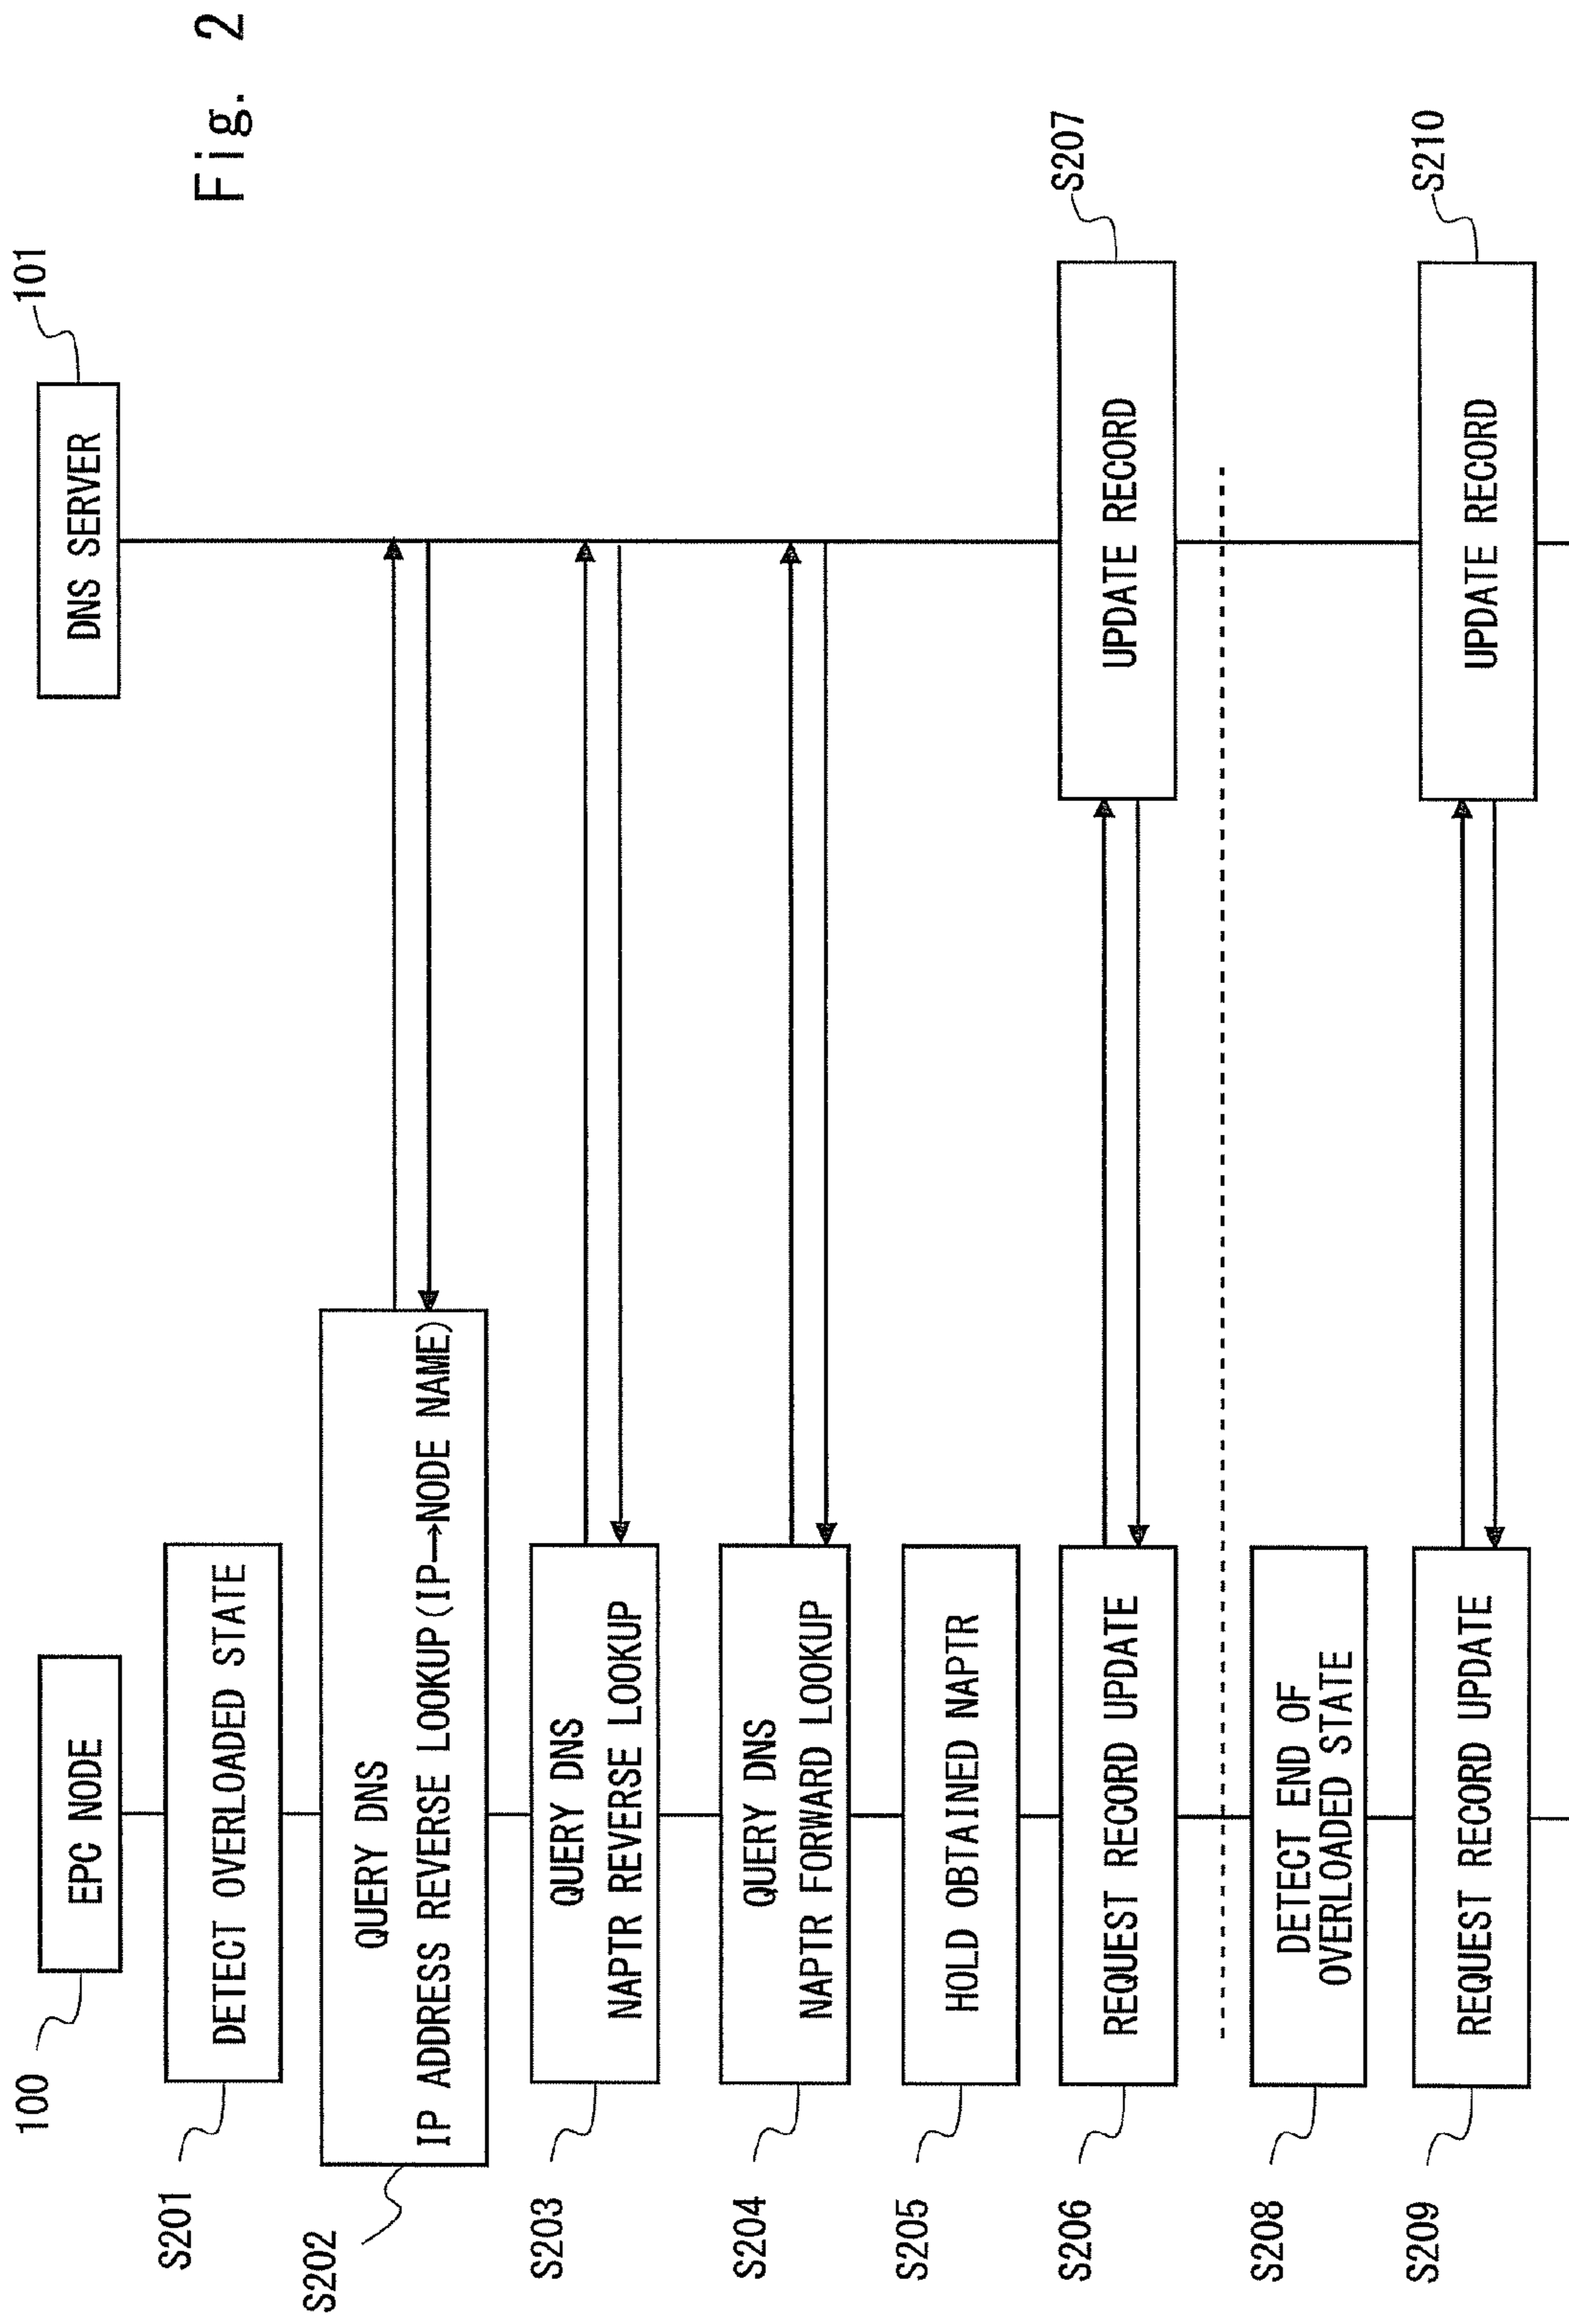 Fig. 2
100
EPC NODE
101
DNS SERVER
S201
DETECT OVERLOADED STATE
S202
QUERY DNS
IP ADDRESS REVERSE LOOKUP(IP→NODE NAME)
S203
QUERY DNS
NAPTR REVERSE LOOKUP
S204
QUERY DNS
NAPTR FORWARD LOOKUP
S205
HOLD OBTAINED NAPTR
S206
REQUEST RECORD UPDATE
S207
UPDATE RECORD
S208
DETECT END OF
OVERLOADED STATE
S209
REQUEST RECORD UPDATE
S210
UPDATE RECORD